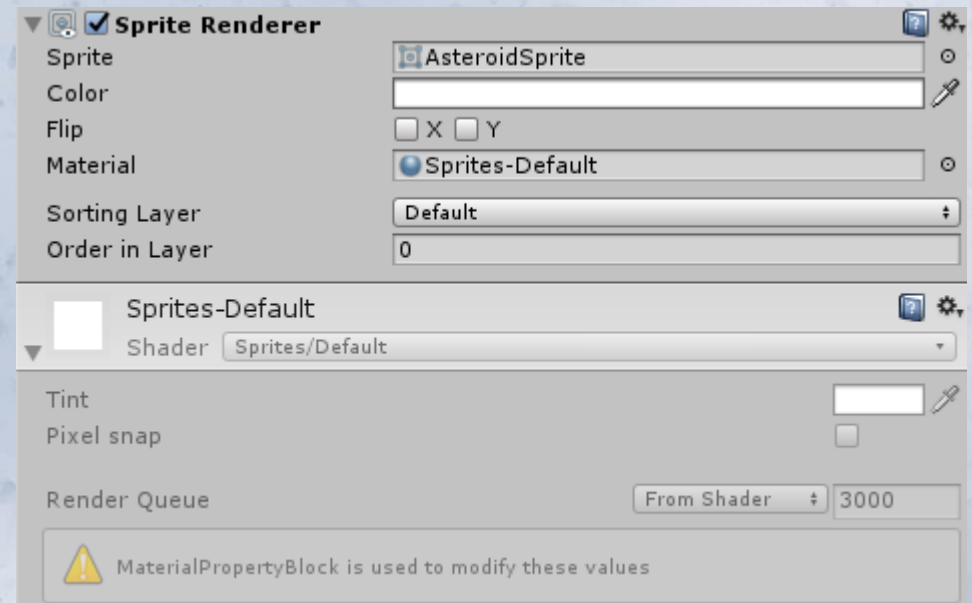 Sprite Renderer
Sprite AsteroidSprite
Color
Flip X Y
Material Sprites-Default
Sorting Layer Default
Order in Layer 0
Sprites-Default
Shader Sprites/Default
Tint
Pixel snap
Render Queue From Shader 3000
MaterialPropertyBlock is used to modify these values